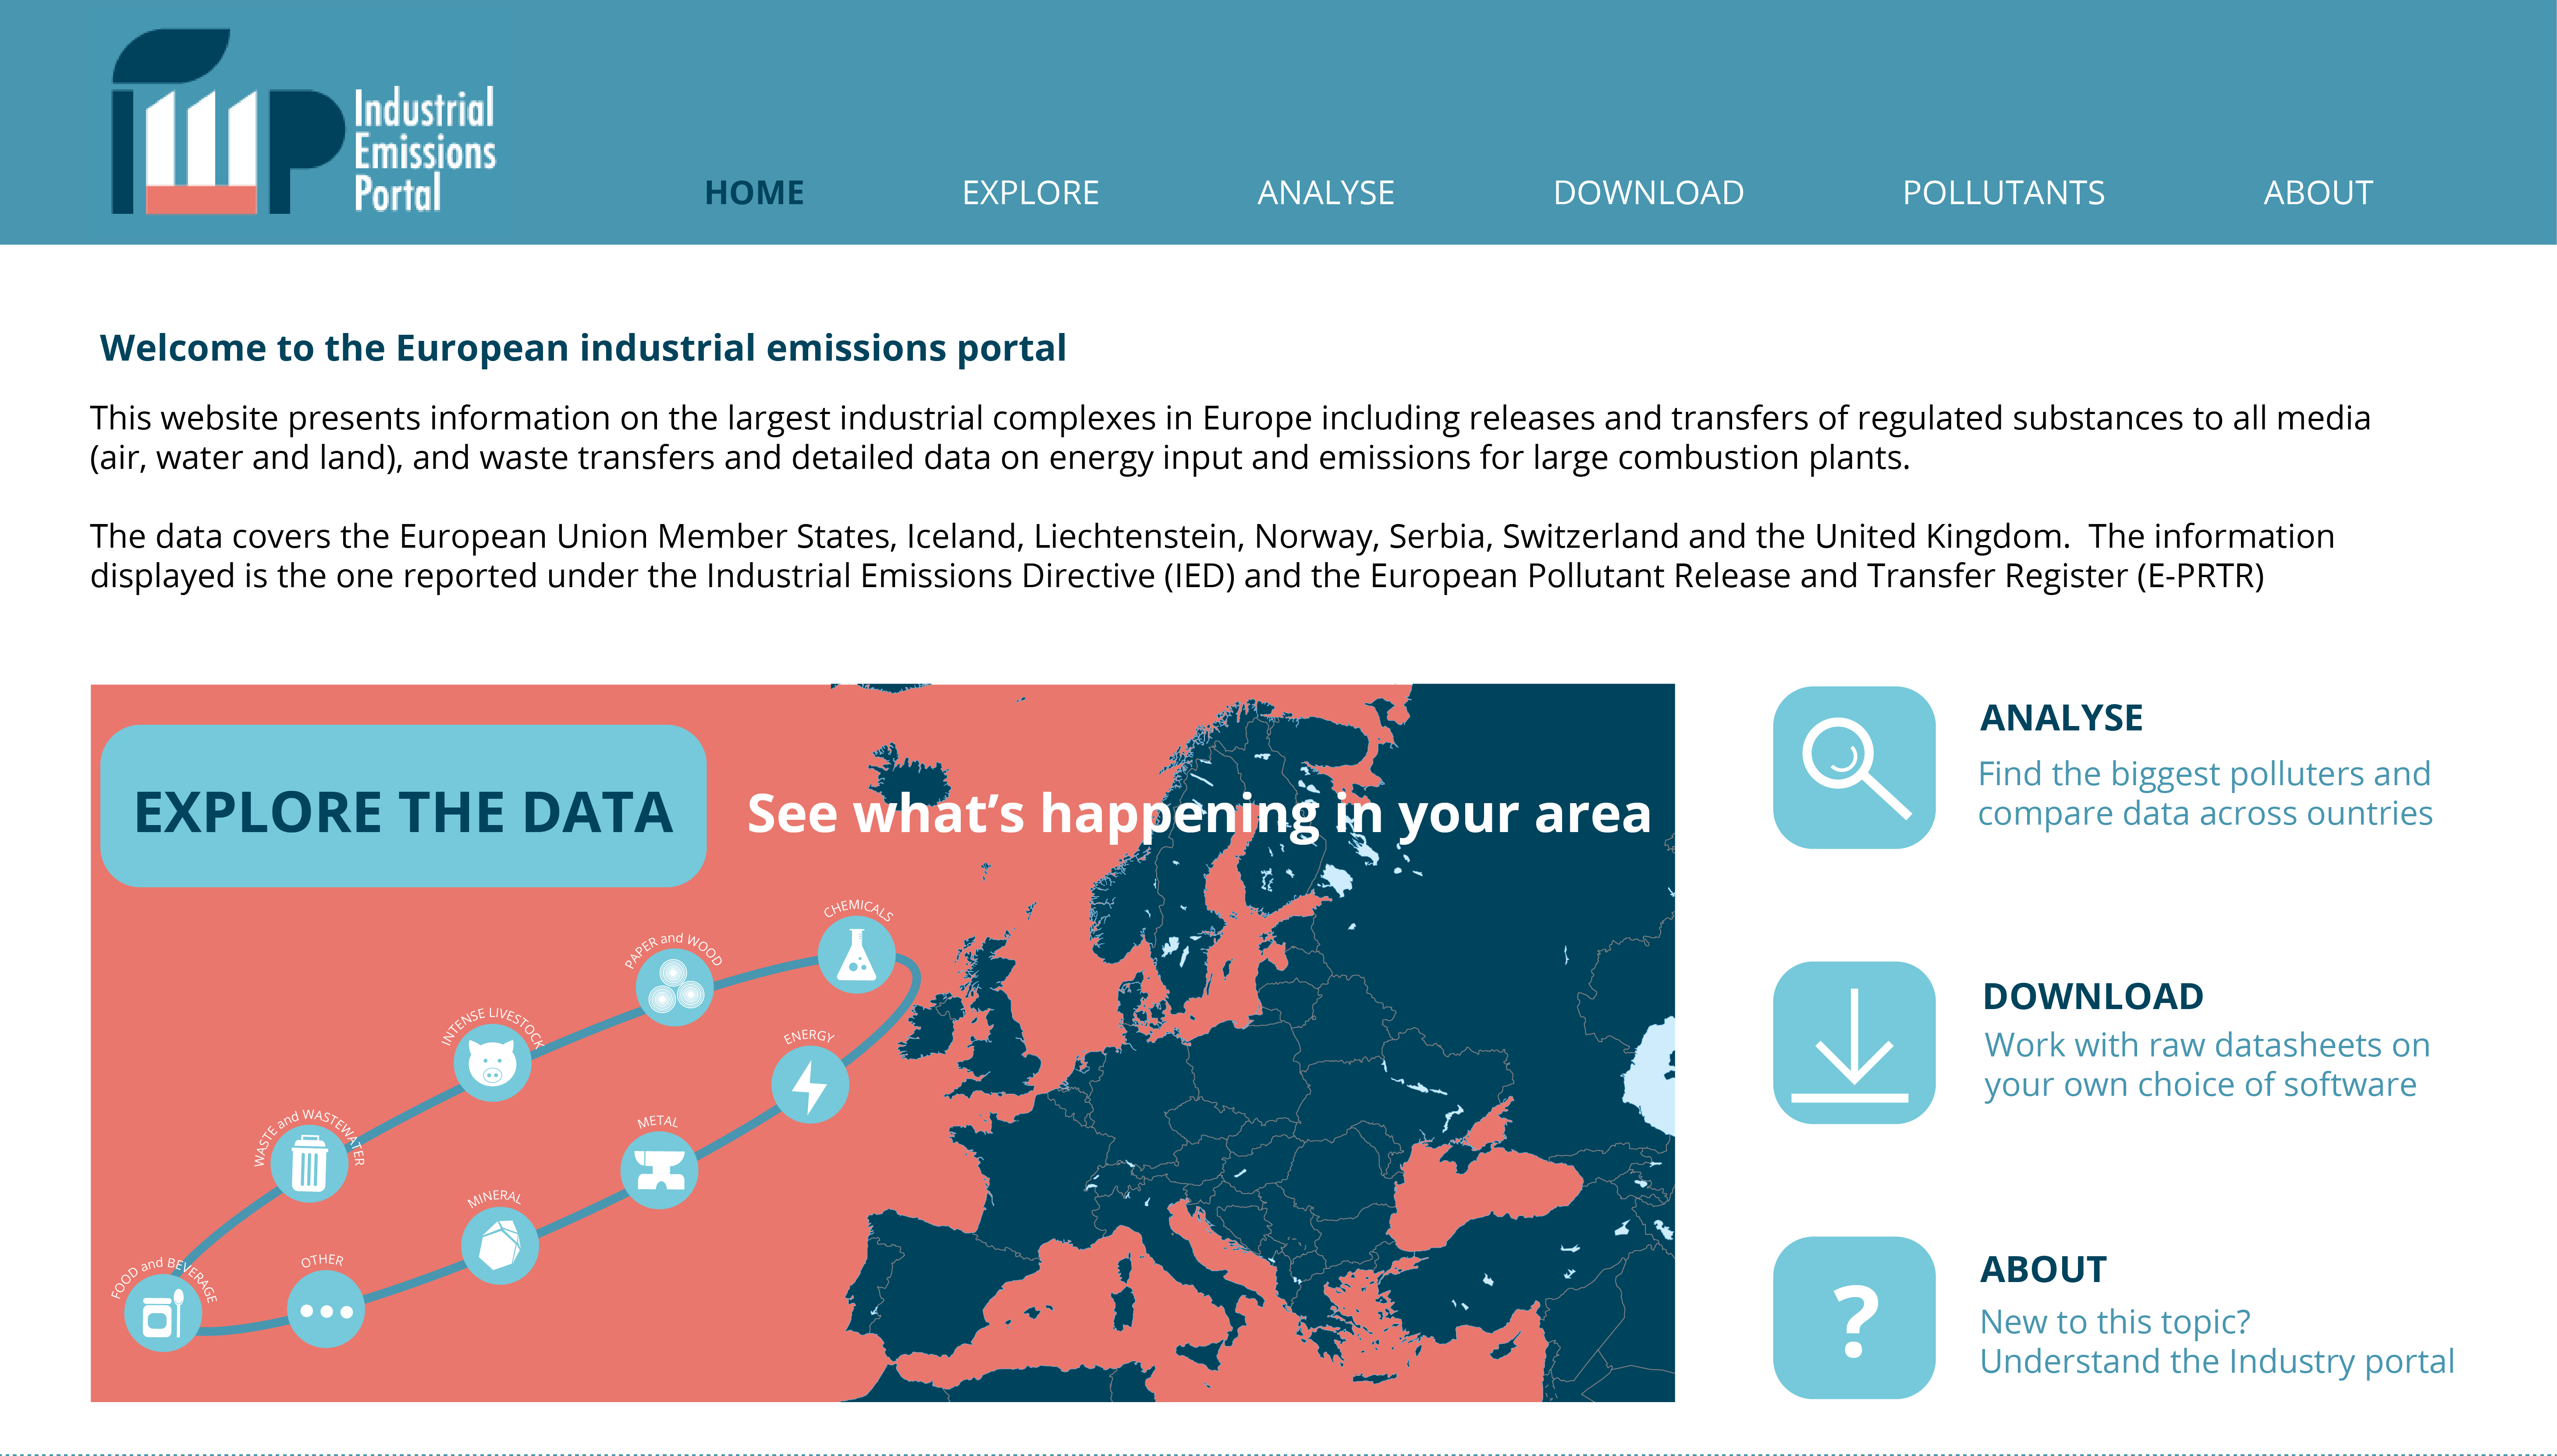 Industrial
Emissions
Portal
HOME
EXPLORE
ANALYSE
DOWNLOAD
POLLUTANTS
ABOUT
Welcome to the European industrial emissions portal
This website presents information on the largest industrial complexes in Europe including releases and transfers of regulated substances to all media
(air, water and land), and waste transfers and detailed data on energy input and emissions for large combustion plants.
The data covers the European Union Member States, Iceland, Liechtenstein, Norway, Serbia, Switzerland and the United Kingdom.  The information
displayed is the one reported under the Industrial Emissions Directive (IED) and the European Pollutant Release and Transfer Register (E-PRTR)
EXPLORE THE DATA
See what’s happening in your area
CHEMICALS
PAPER and WOOD
INTENSE LIVESTOCK
ENERGY
WASTE and WASTEWATER
METAL
MINERAL
FOOD and BEVERAGE
OTHER
ANALYSE
Find the biggest polluters and
compare data across ountries
DOWNLOAD
Work with raw datasheets on
your own choice of software
?
ABOUT
New to this topic?
Understand the Industry portal